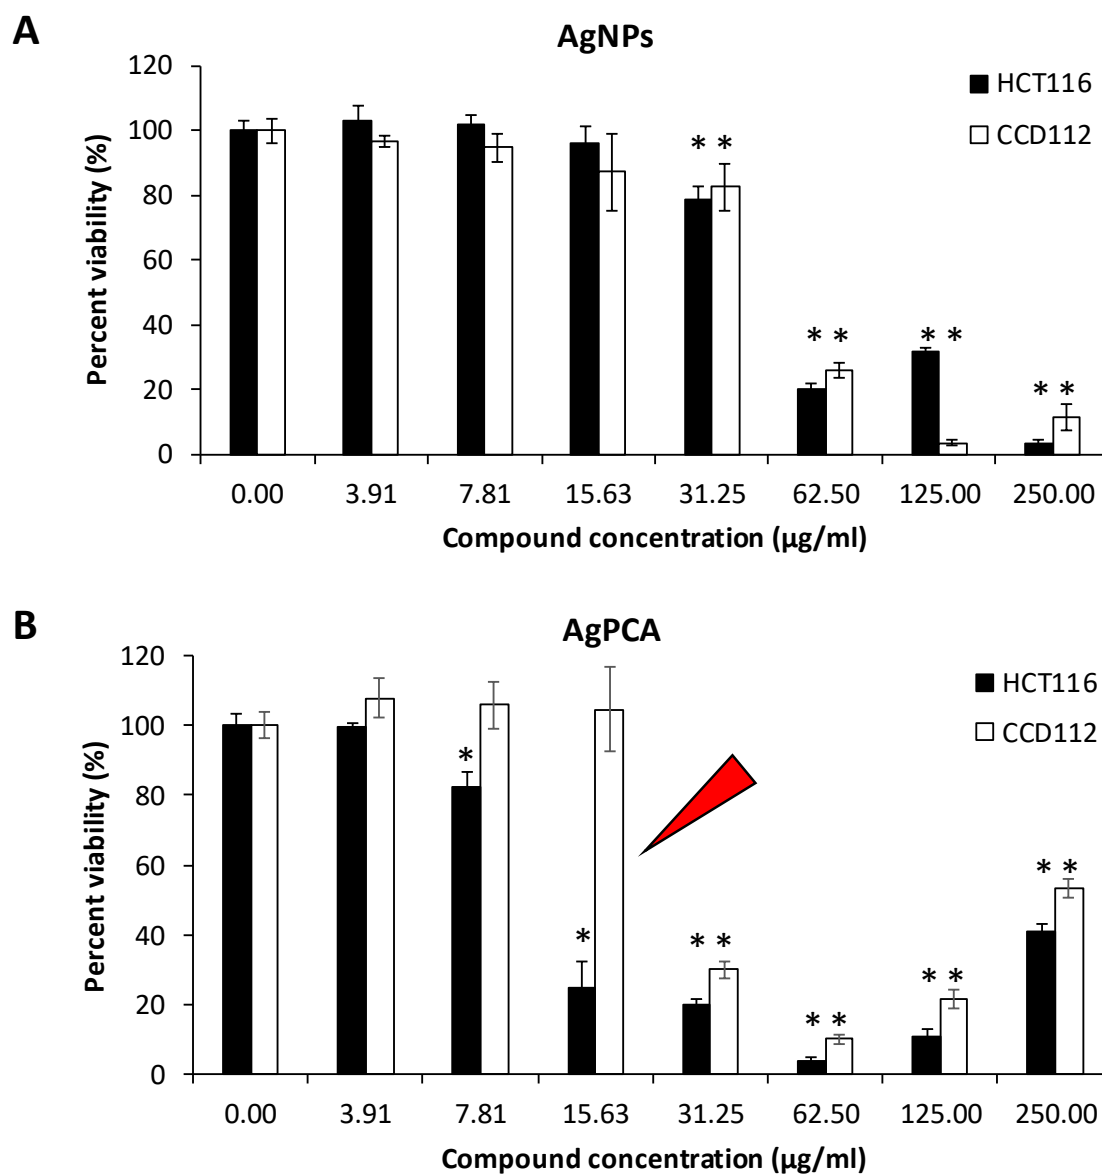 A
AgNPs
HCT116
CCD112
Percent viability (%)
120
100
80
60
40
20
0
* *
* *
* *
* *
0.00 3.91 7.81 15.63 31.25 62.50 125.00 250.00
Compound concentration (µg/ml)
B
AgPCA
HCT116
CCD112
Percent viability (%)
120
100
80
60
40
20
0
*
*
* *
* *
* *
* *
0.00 3.91 7.81 15.63 31.25 62.50 125.00 250.00
Compound concentration (µg/ml)